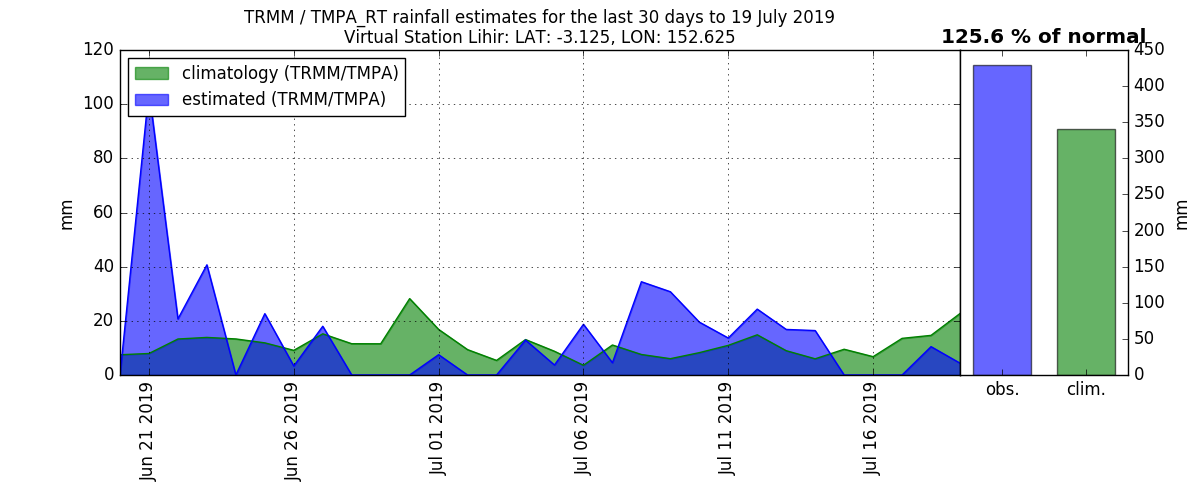 TRMM / TMPA_RT rainfall estimates for the last 30 days to 19 July 2019
Virtual Station Lihir: LAT: -3.125, LON: 152.625
125.6 % of normal
climatology (TRMM/TMPA)
estimated (TRMM/TMPA)
mm
120
100
80
60
40
20
0
Jun 21 2019
Jun 26 2019
Jul 01 2019
Jul 06 2019
Jul 11 2019
Jul 16 2019
obs.
clim.
450
400
350
300
250
200
150
100
50
0
mm